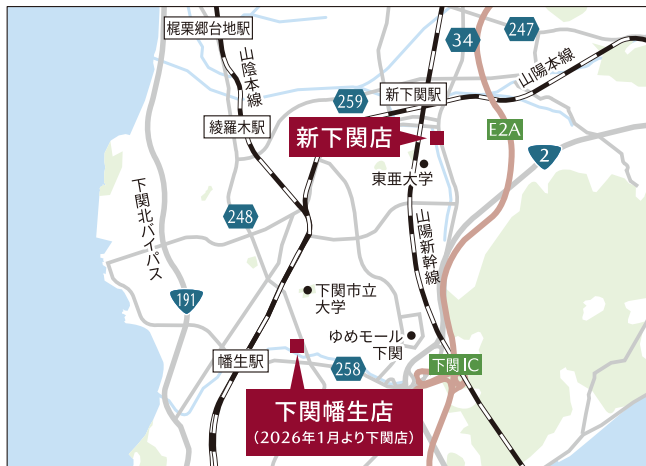 梶栗郷台地駅
山陰本線
34
247
山陽本線
259
新下関駅
綾羅木駅
新下関店
E2A
2
東亜大学
下関北バイパス
248
山陽新幹線
191
下関市立
大学
ゆめモール
下関
幡生駅
258
下関IC
下関幡生店
（2026年1月より下関店）